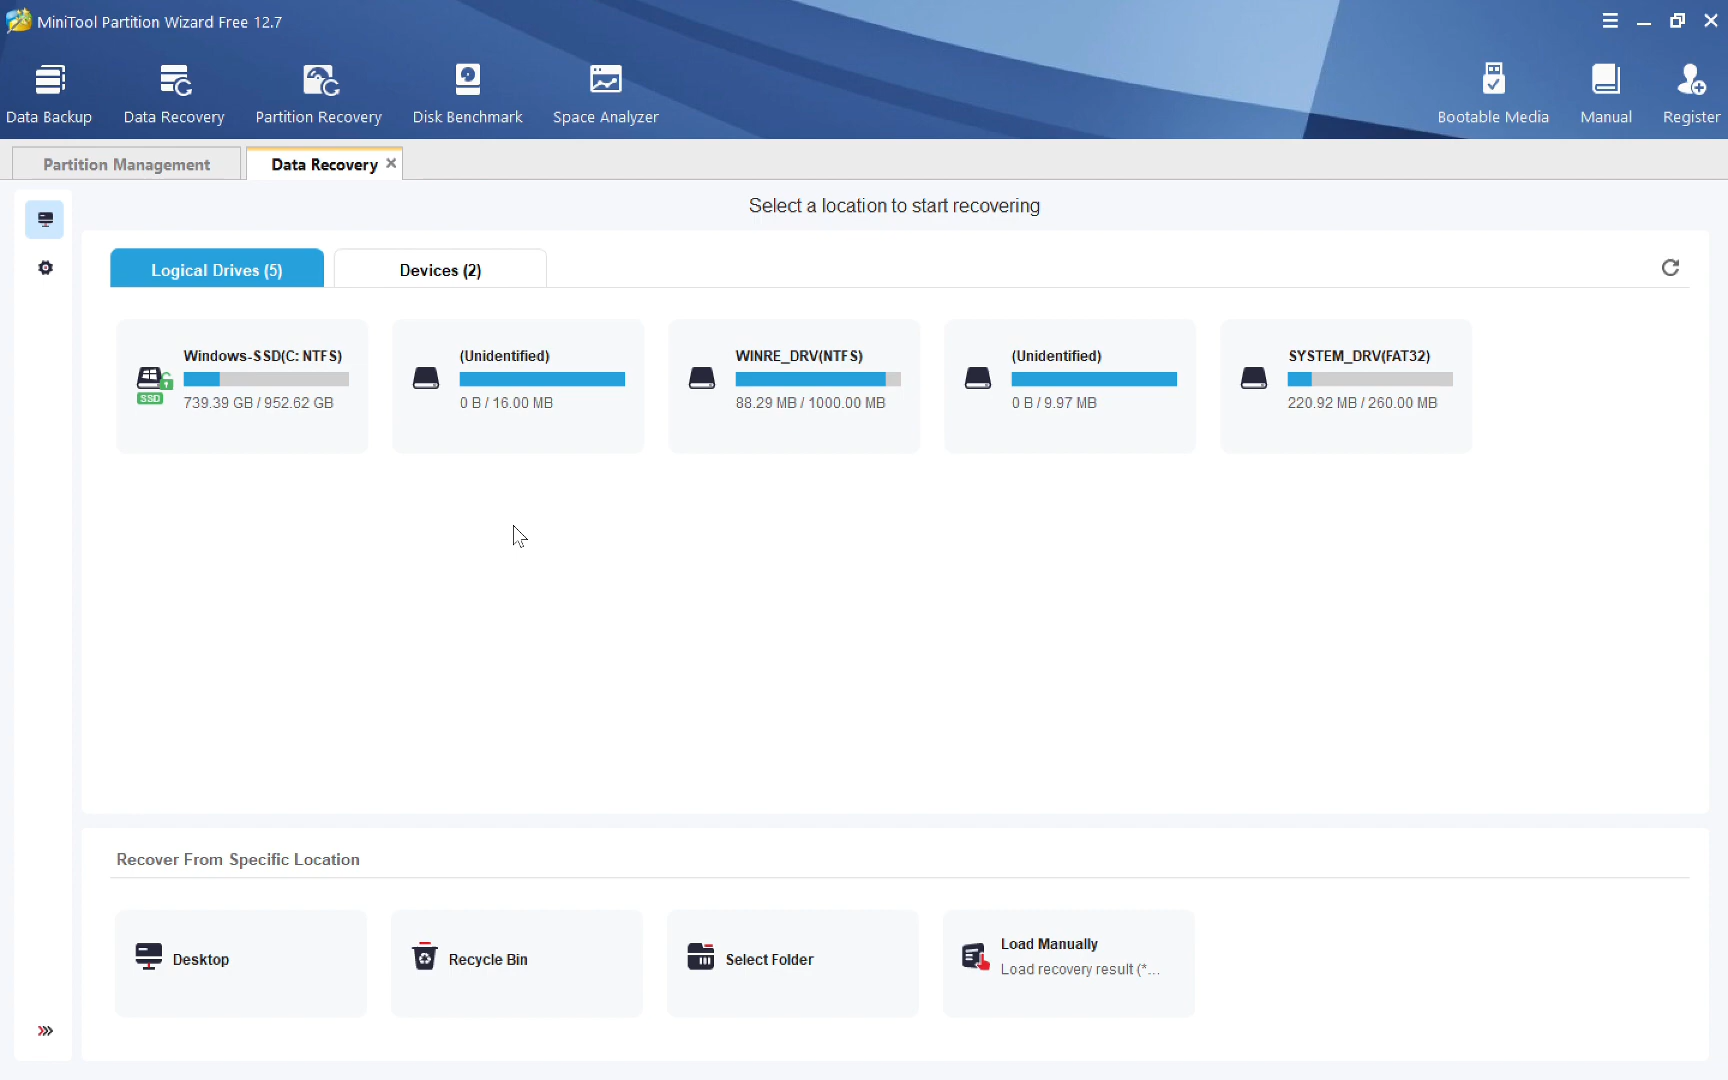 MiniTool Partition Wizard Free 12.7
Data Backup
Data Recovery
Partition Recovery
Disk Benchmark
Space Analyzer
Bootable Media
Manual
Register
Partition Management
Data Recovery
Select a location to start recovering
Logical Drives (5)
Devices (2)
Windows-SSD(C: NTFS)
SSD
739.39 GB / 952.62 GB
(Unidentified)
0 B / 16.00 MB
WINRE_DRV(NTFS)
88.29 MB / 1000.00 MB
(Unidentified)
0 B / 9.97 MB
SYSTEM_DRV(FAT32)
220.92 MB / 260.00 MB
Recover From Specific Location
Desktop
Recycle Bin
Select Folder
Load Manually
Load recovery result (*...